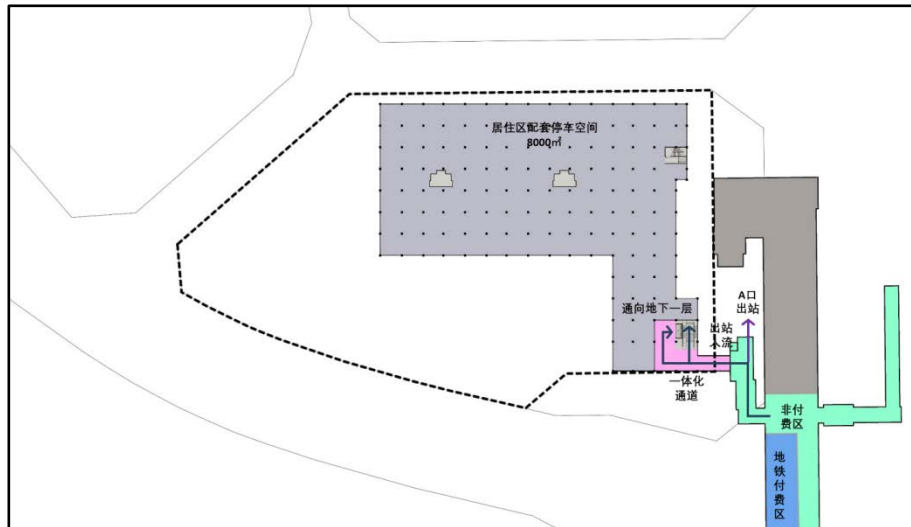 居住区配套停车空间
8000㎡
通向地下一层
A口
出站
出站
人流
一体化
通道
非付
费区
地
铁
付
费
区